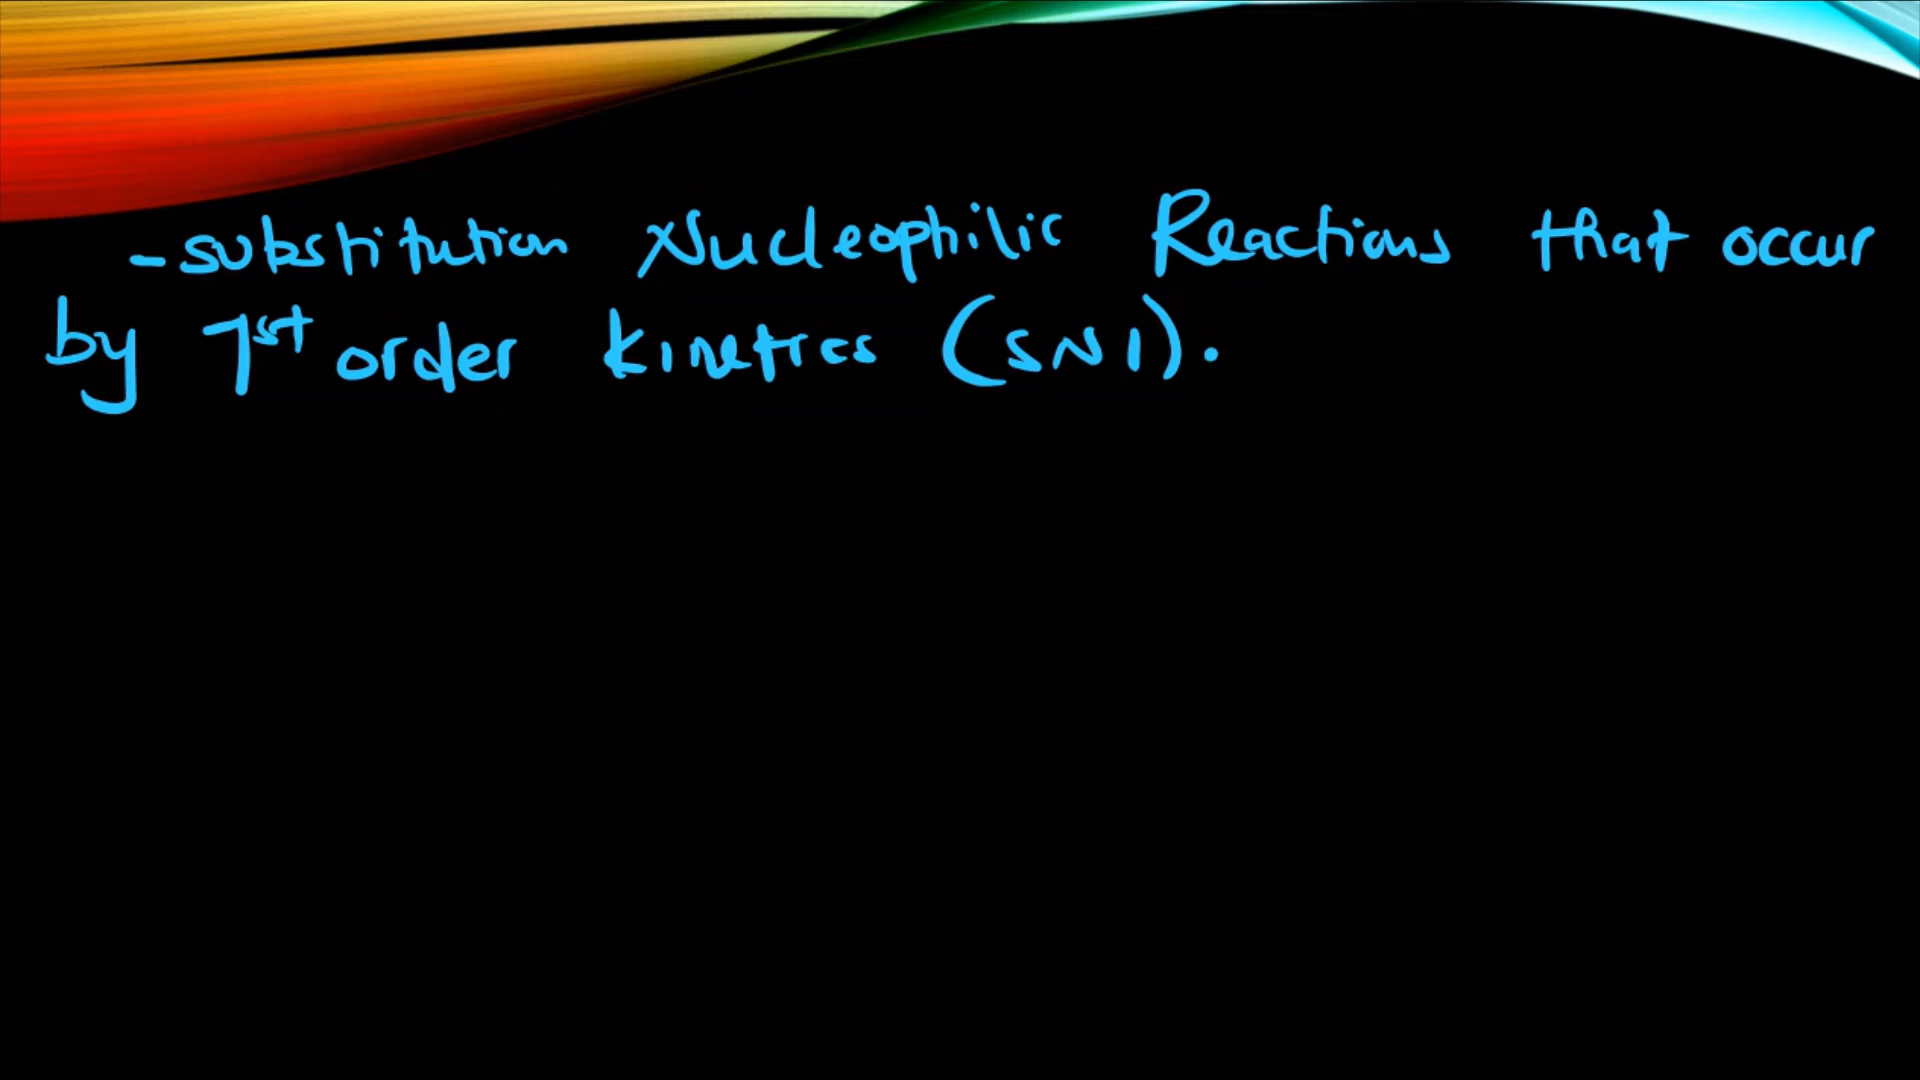 -substitution Nucleophilic Reactions that occur
by 1st order kinetics (SN1).